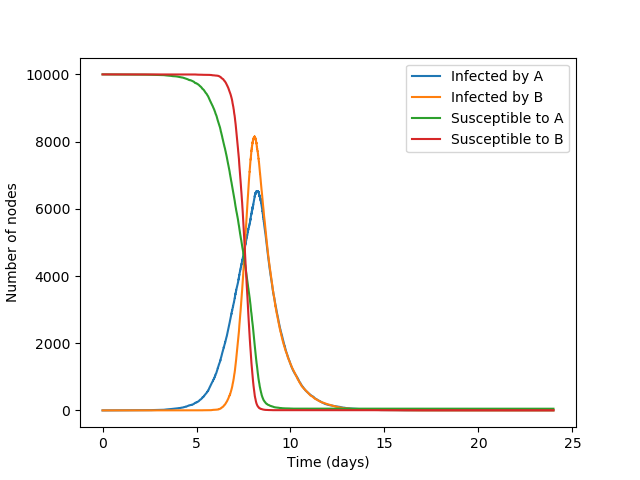 10000
8000
6000
4000
2000
0
Number of nodes
Infected by A
Infected by B
Susceptible to A
Susceptible to B
0 5 10 15 20 25
Time (days)